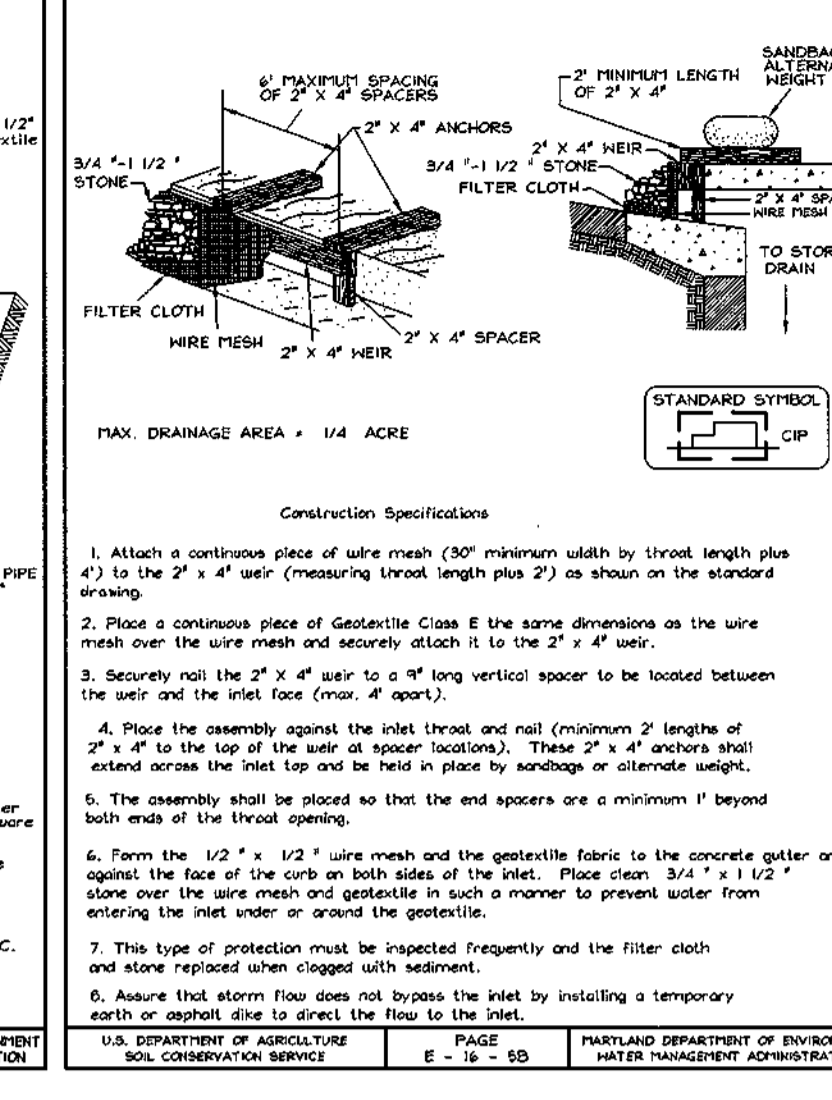 1/2"
xtile
PIPE
er
ware
C.
NMENT
TION
6' MAXIMUM SPACING
OF 2" X 4" SPACERS
2" X 4" ANCHORS
3/4 "-1 1/2 "
STONE
FILTER CLOTH
WIRE MESH
2" X 4" WEIR
2" X 4" SPACER
2' MINIMUM LENGTH
OF 2" X 4"
SANDBAG
ALTERNA
WEIGHT
2" X 4" WEIR
3/4 "-1 1/2 " STONE
FILTER CLOTH
2" X 4" SPA
WIRE MESH
TO STOR
DRAIN
STANDARD SYMBOL
CIP
MAX. DRAINAGE AREA = 1/4 ACRE
Construction Specifications
1. Attach a continuous piece of wire mesh (30" minimum width by throat length plus
4') to the 2" x 4" weir (measuring throat length plus 2') as shown on the standard
drawing.
2. Place a continuous piece of Geotextile Class E the same dimensions as the wire
mesh over the wire mesh and securely attach it to the 2" x 4" weir.
3. Securely nail the 2" X 4" weir to a 9" long vertical spacer to be located between
the weir and the inlet face (max. 4' apart).
4. Place the assembly against the inlet throat and nail (minimum 2' lengths of
2" x 4" to the top of the weir at spacer locations). These 2" x 4" anchors shall
extend across the inlet top and be held in place by sandbags or alternate weight.
5. The assembly shall be placed so that the end spacers are a minimum 1' beyond
both ends of the throat opening.
6. Form the 1/2 " x 1/2 " wire mesh and the geotextile fabric to the concrete gutter an
against the face of the curb on both sides of the inlet. Place clean 3/4 " x 1 1/2 "
stone over the wire mesh and geotextile in such a manner to prevent water from
entering the inlet under or around the geotextile.
7. This type of protection must be inspected frequently and the filter cloth
and stone replaced when clogged with sediment.
8. Assure that storm flow does not bypass the inlet by installing a temporary
earth or asphalt dike to direct the flow to the inlet.
U.S. DEPARTMENT OF AGRICULTURE
SOIL CONSERVATION SERVICE
PAGE
E - 16 - 5B
MARYLAND DEPARTMENT OF ENVIRO
WATER MANAGEMENT ADMINISTRAT